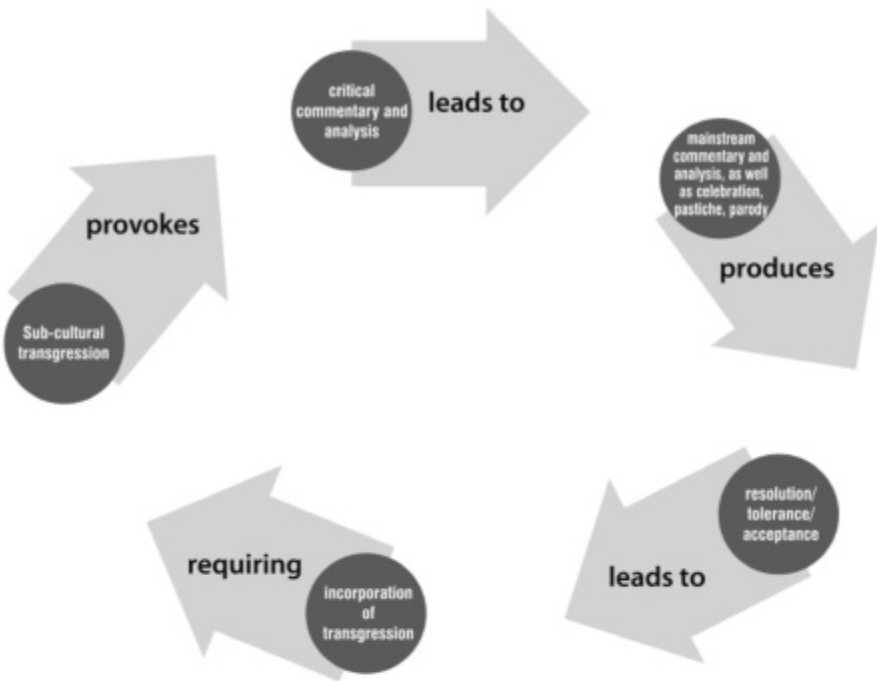 Sub-cultural
transgression
provokes
critical
commentary and
analysis
leads to
mainstream
commentary and
analysis, as well
as celebration,
pastiche, parody
produces
resolution/
tolerance/
acceptance
leads to
incorporation
of
transgression
requiring